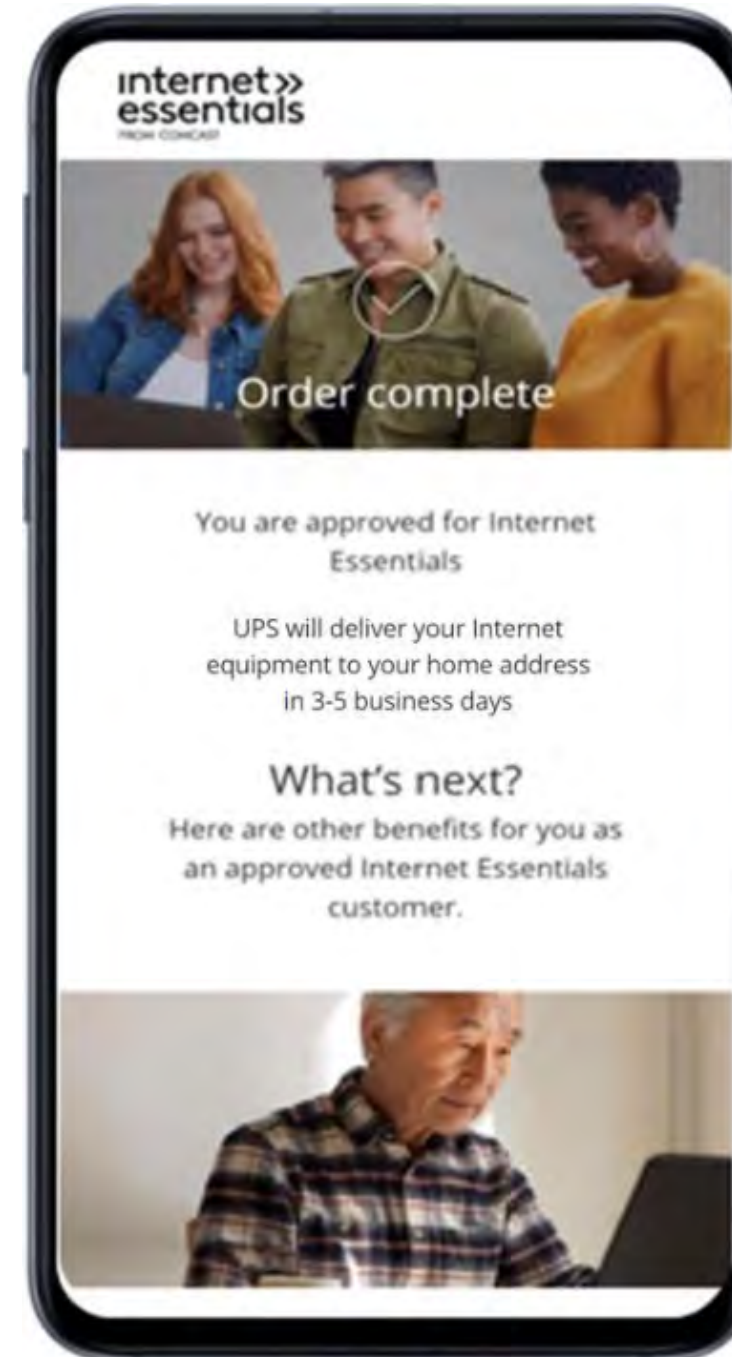 internet»
essentials
FROM COMCAST
Order complete
You are approved for Internet
Essentials
UPS will deliver your Internet
equipment to your home address
in 3-5 business days
What's next?
Here are other benefits for you as
an approved Internet Essentials
customer.